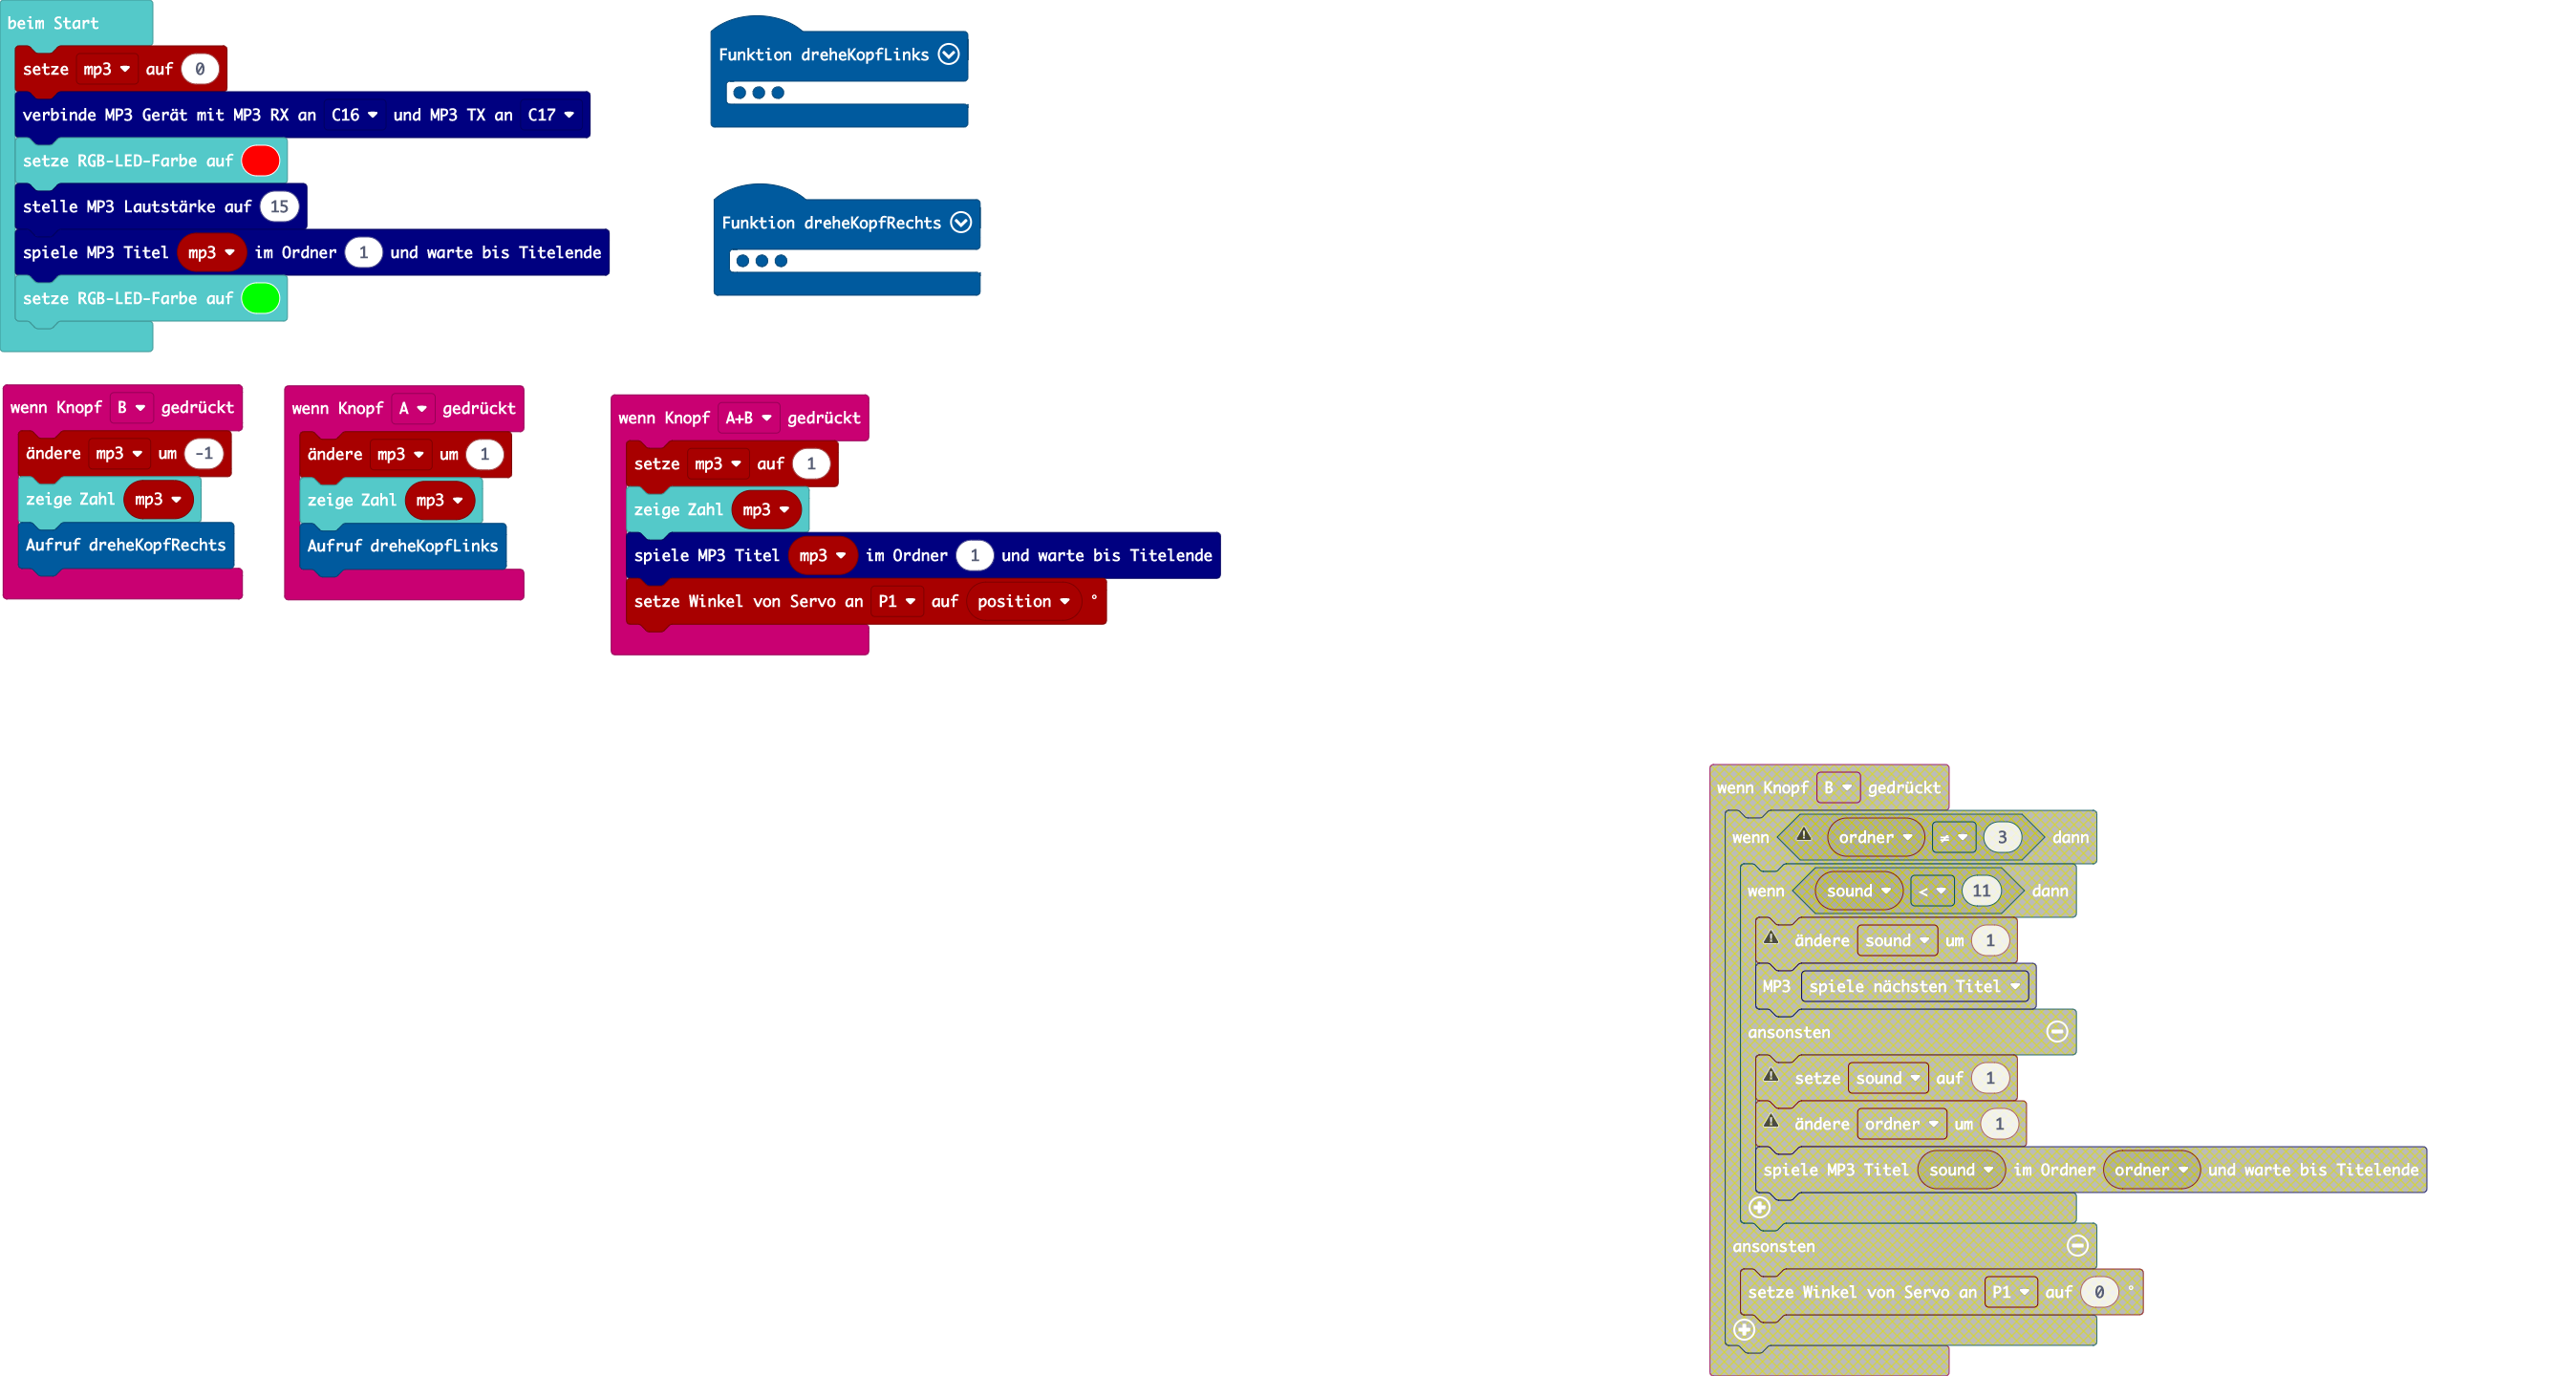 beim Start
setze mp3 auf 0
verbinde MP3 Gerät mit MP3 RX an C16 und MP3 TX an C17
setze RGB-LED-Farbe auf
stelle MP3 Lautstärke auf 15
spiele MP3 Titel mp3 im Ordner 1 und warte bis Titelende
setze RGB-LED-Farbe auf
Funktion dreheKopfLinks
Funktion dreheKopfRechts
wenn Knopf B gedrückt
ändere mp3 um -1
zeige Zahl mp3
Aufruf dreheKopfRechts
wenn Knopf A gedrückt
ändere mp3 um 1
zeige Zahl mp3
Aufruf dreheKopfLinks
wenn Knopf A+B gedrückt
setze mp3 auf 1
zeige Zahl mp3
spiele MP3 Titel mp3 im Ordner 1 und warte bis Titelende
setze Winkel von Servo an P1 auf position °
wenn Knopf B gedrückt
wenn ordner ≠ 3 dann
wenn sound < 11 dann
ändere sound um 1
MP3 spiele nächsten Titel
ansonsten
setze sound auf 1
ändere ordner um 1
spiele MP3 Titel sound im Ordner ordner und warte bis Titelende
ansonsten
setze Winkel von Servo an P1 auf 0 °